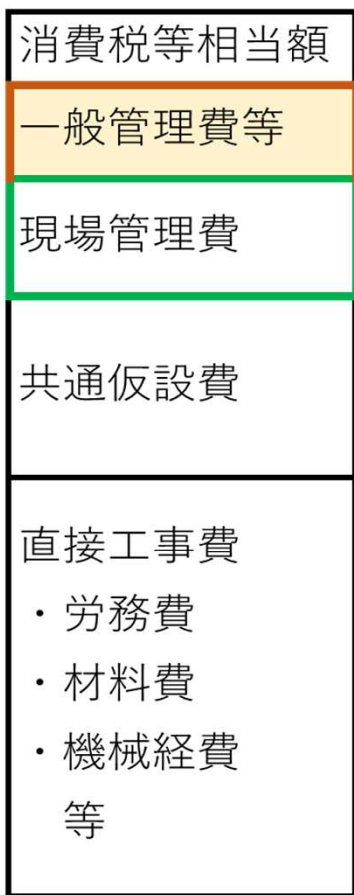 消費税等相当額
一般管理費等
現場管理費
共通仮設費
直接工事費
・労務費
・材料費
・機械経費
等